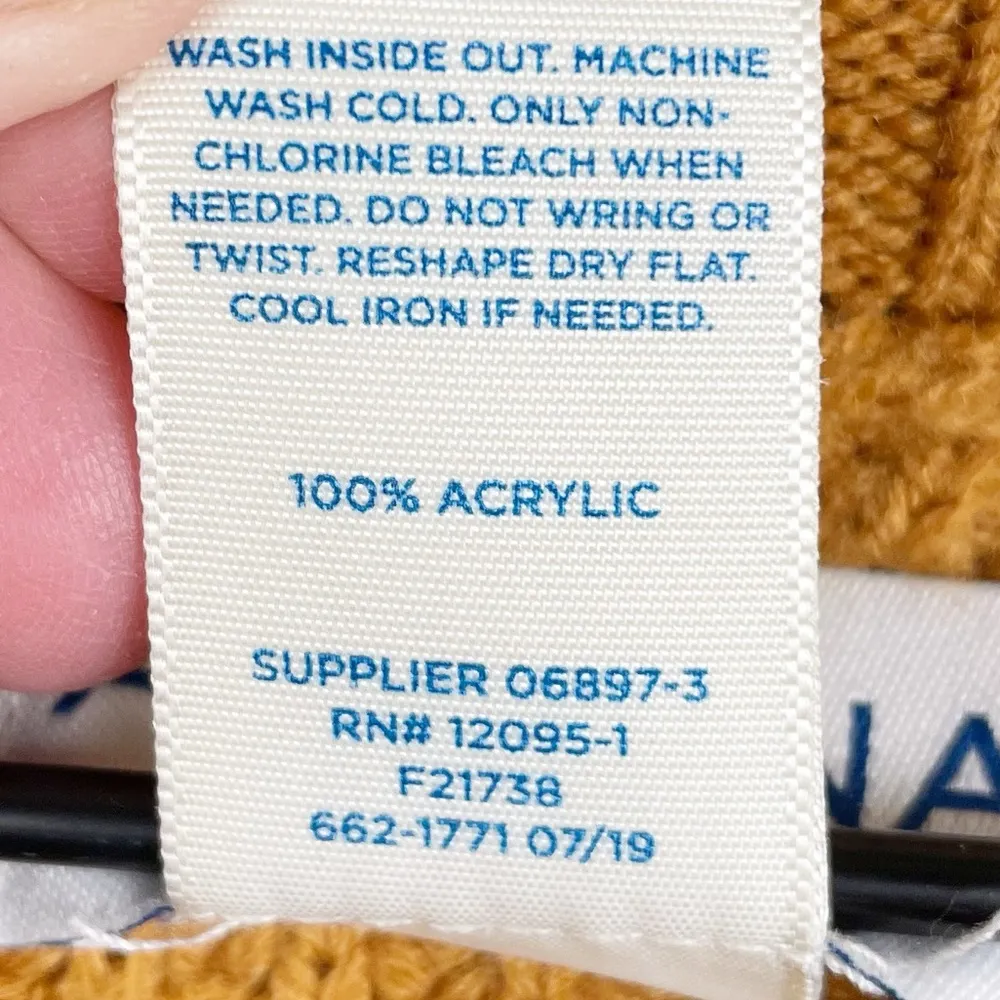 WASH INSIDE OUT. MACHINE
WASH COLD. ONLY NON-
CHLORINE BLEACH WHEN
NEEDED. DO NOT WRING OR
TWIST. RESHAPE DRY FLAT.
COOL IRON IF NEEDED.
100% ACRYLIC
SUPPLIER 06897-3
RN# 12095-1
F21738
662-1771 07/19
NA